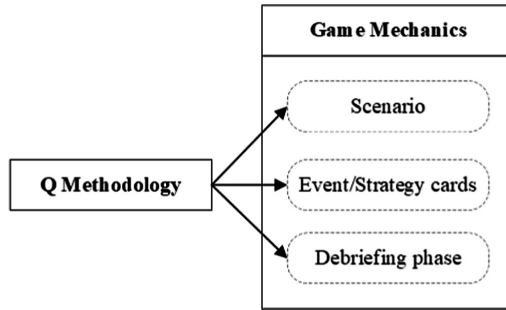 Game Mechanics
Scenario
Q Methodology
Event/Strategy cards
Debriefing phase